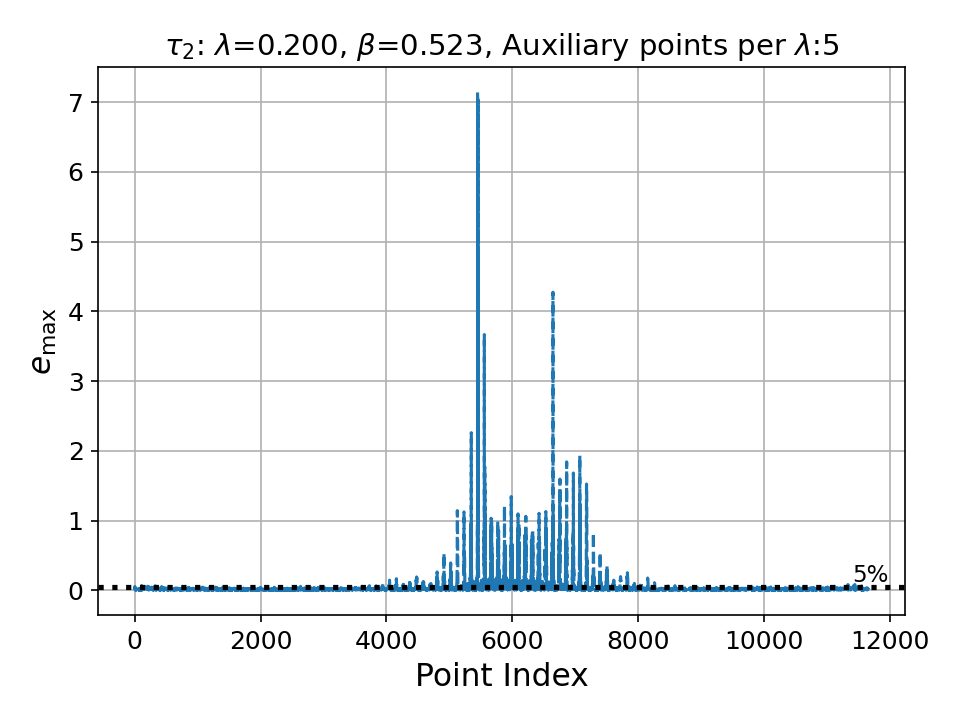 τ₂: λ=0.200, β=0.523, Auxiliary points per λ:5
7
6
5
4
3
2
1
0
e_max
5%
0 2000 4000 6000 8000 10000 12000
Point Index